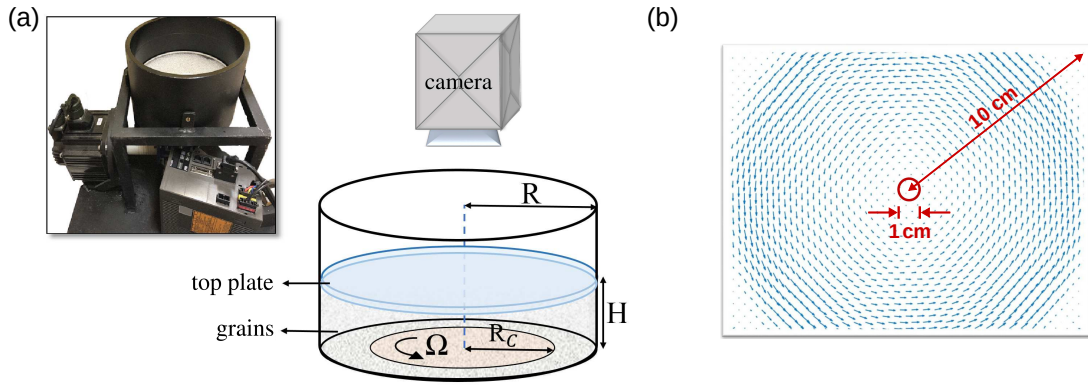 (a)
camera
R
top plate
grains
H
Ω
R_C
(b)
10 cm
1 cm